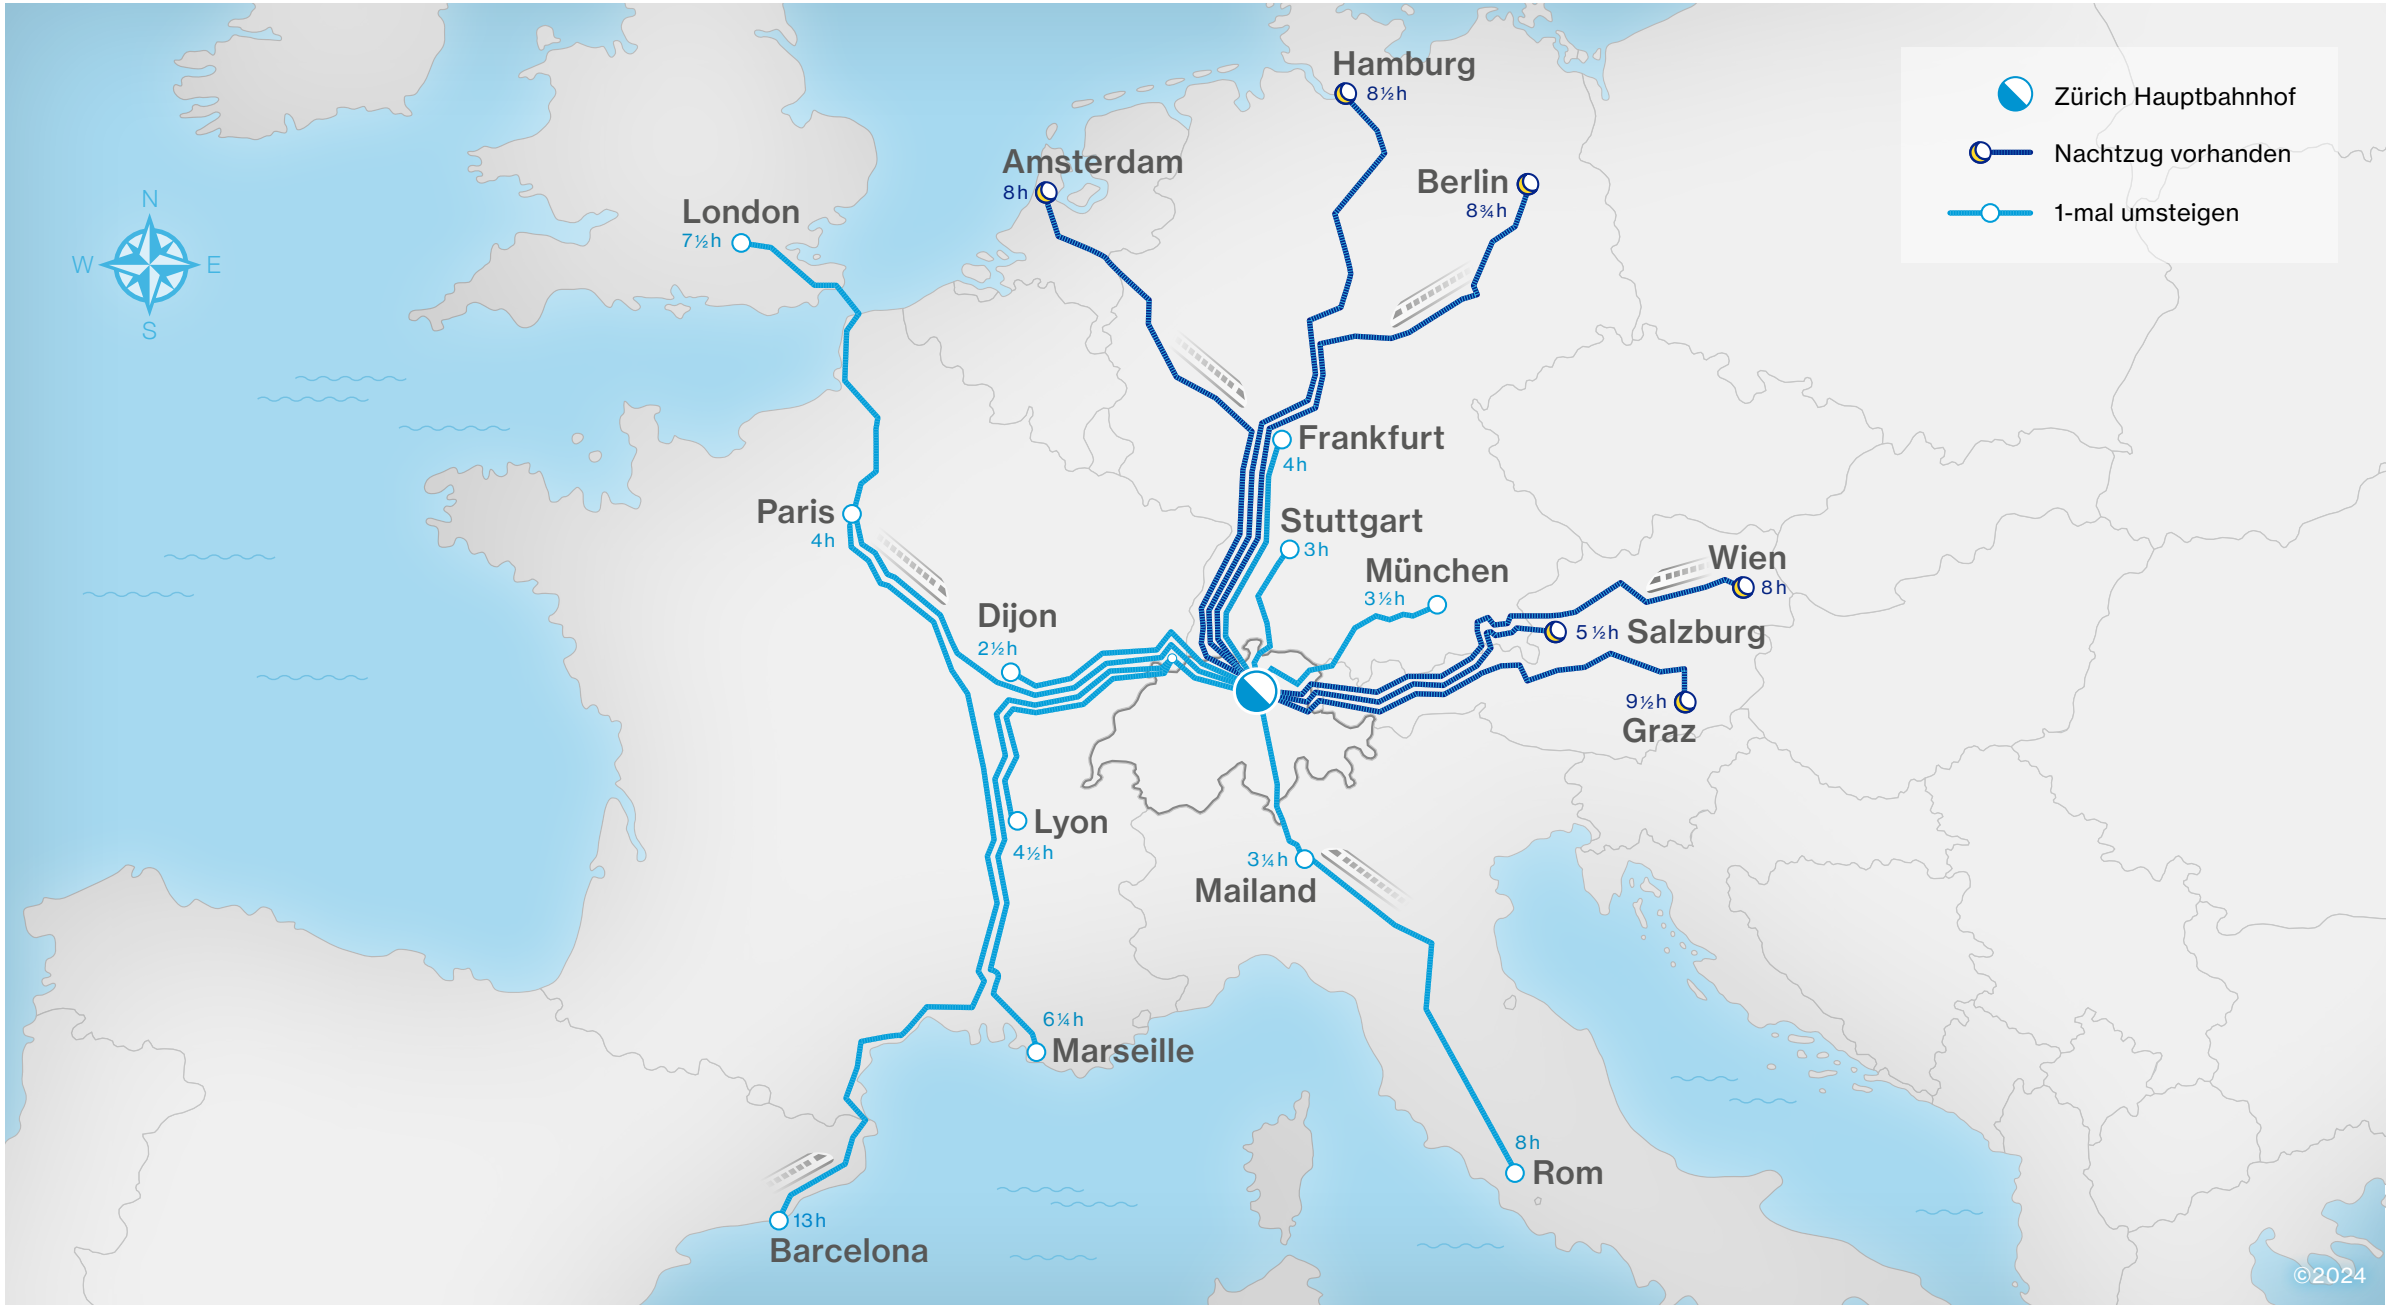 Hamburg
8½h
Zürich Hauptbahnhof
Nachtzug vorhanden
1-mal umsteigen
Amsterdam
8h
Berlin
8¾h
London
7½h
N
W
E
S
Frankfurt
4h
Paris
4h
Stuttgart
3h
München
3½h
Wien
8h
Dijon
2½h
5½h Salzburg
9½h
Graz
Lyon
4½h
3¼h
Mailand
6¼h
Marseille
8h
Rom
13h
Barcelona
©2024